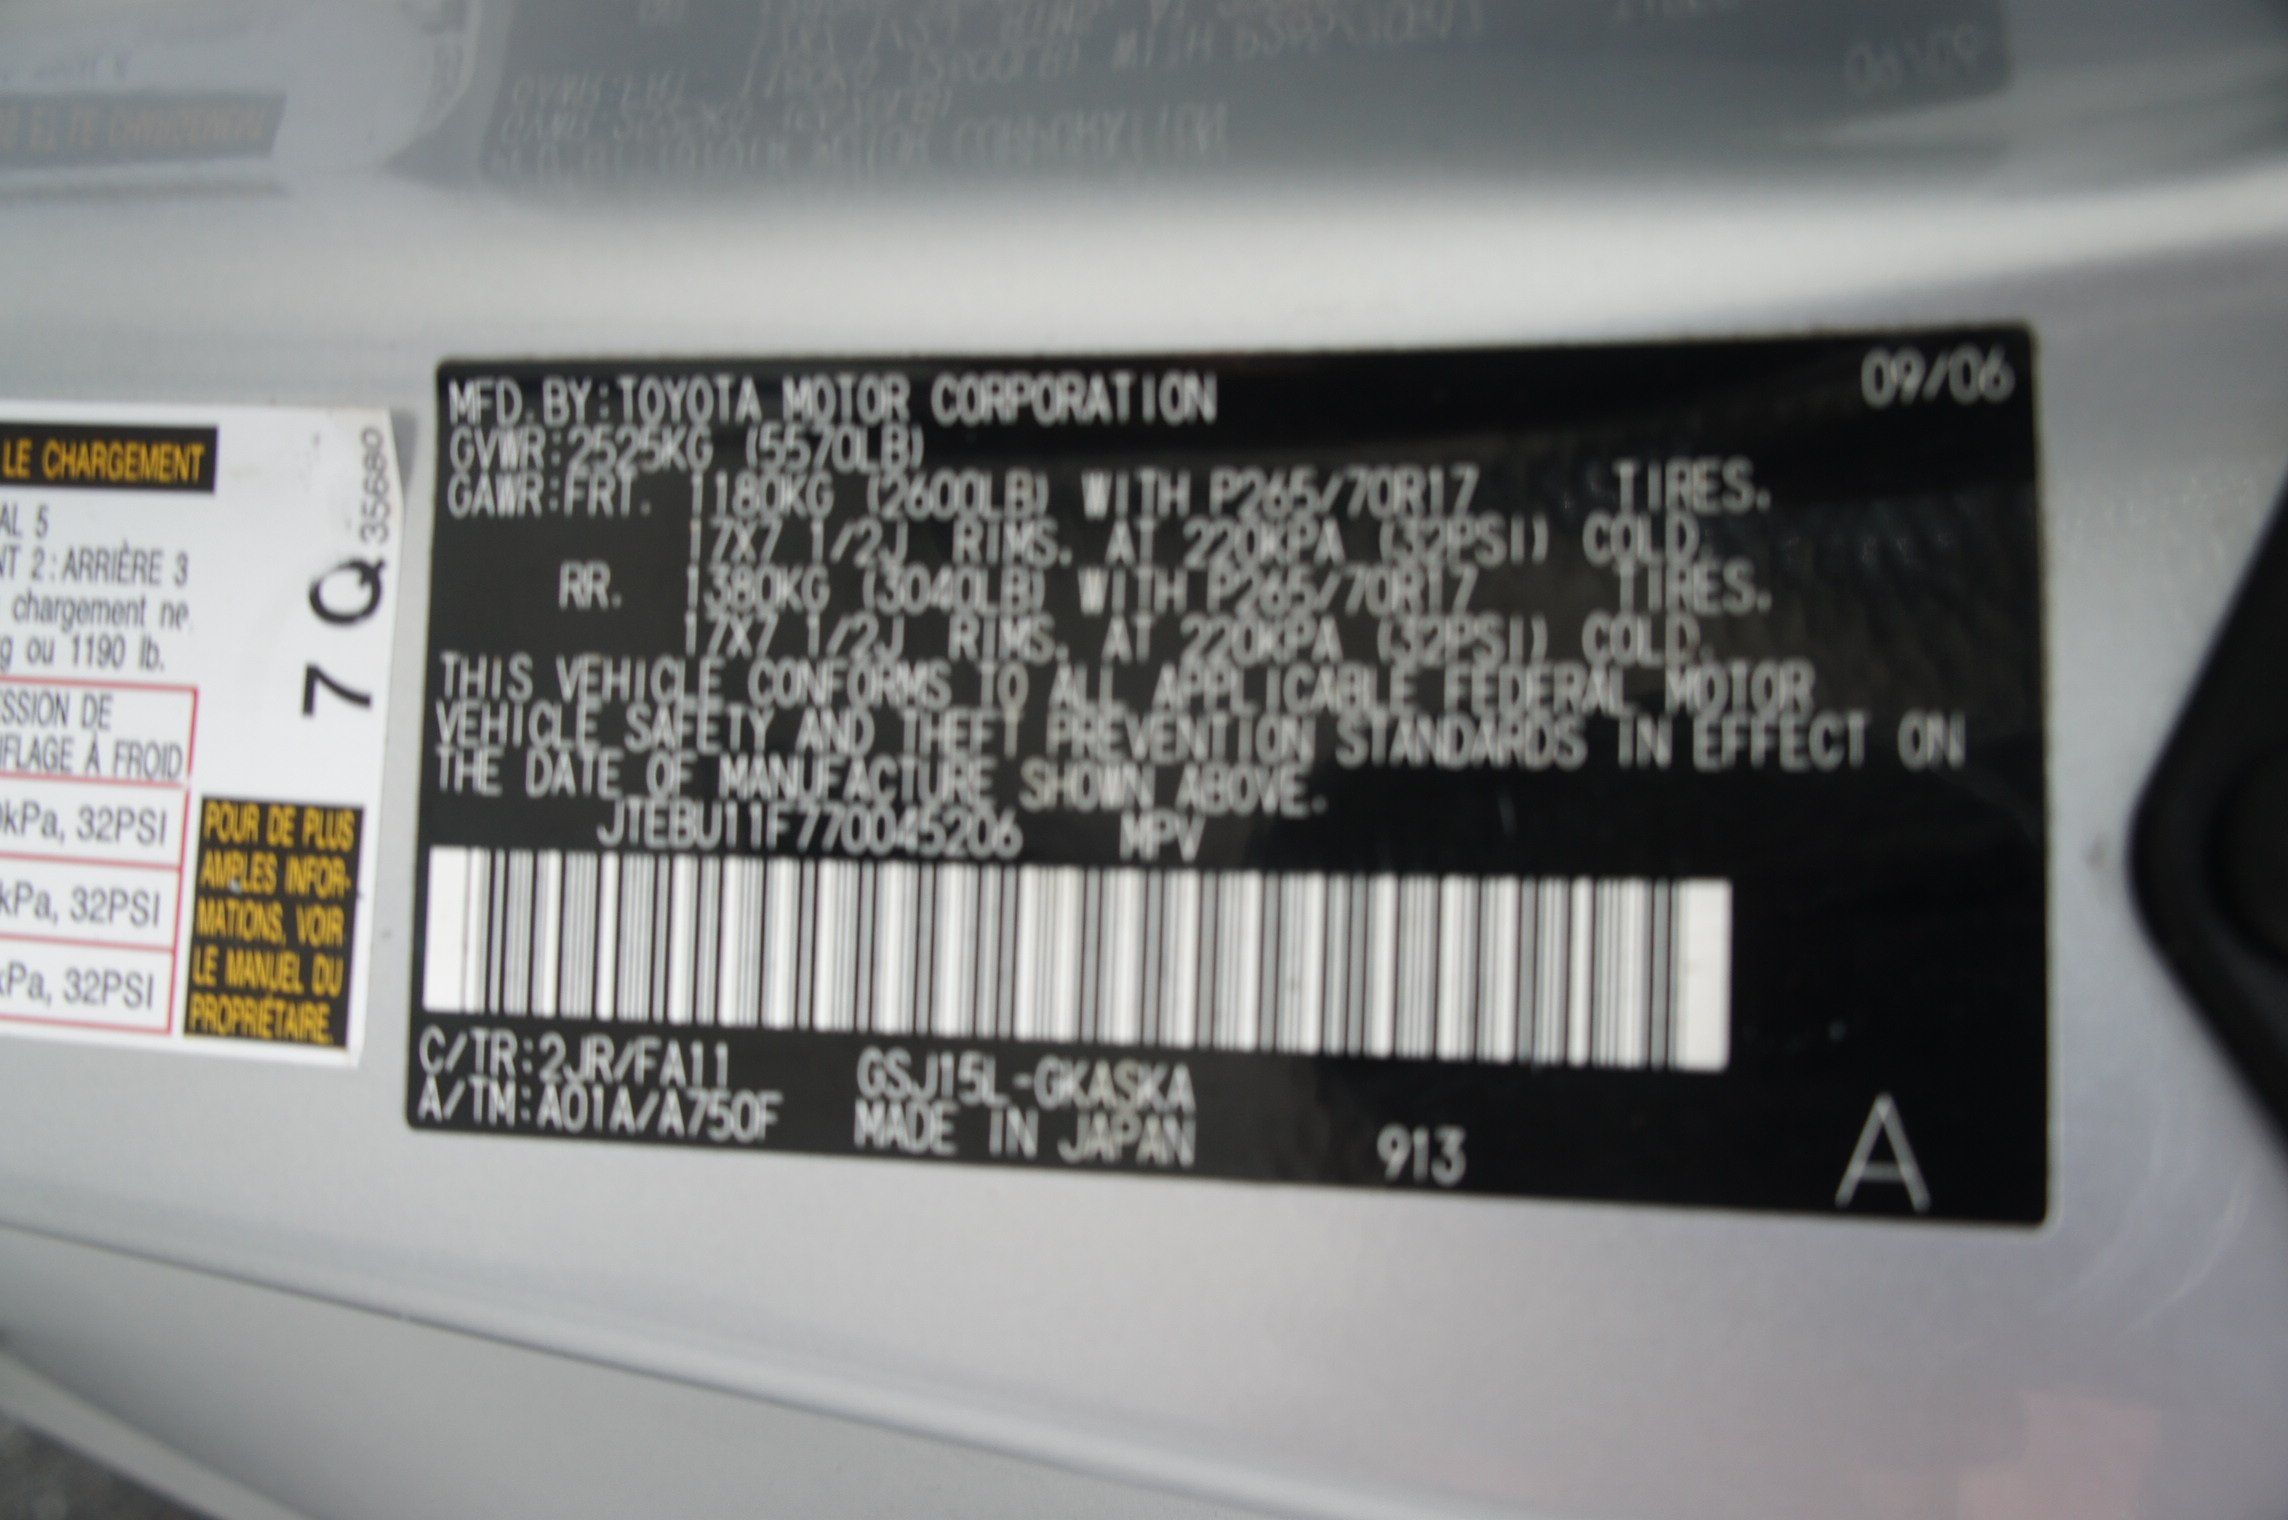 MFD. BY: TOYOTA MOTOR CORPORATION 09/06
GVWR: 2525KG (5570LB)
GAWR: FRT. 1180KG (2600LB) WITH P265/70R17 TIRES.
17X7 1/2J RIMS. AT 220KPA (32PSI) COLD.
RR. 1380KG (3040LB) WITH P265/70R17 TIRES.
17X7 1/2J RIMS. AT 220KPA (32PSI) COLD.
THIS VEHICLE CONFORMS TO ALL APPLICABLE FEDERAL MOTOR
VEHICLE SAFETY AND THEFT PREVENTION STANDARDS IN EFFECT ON
THE DATE OF MANUFACTURE SHOWN ABOVE.
JTEBU11F770045206 MPV
C/TR: 2JR/FA11 GSJ15L-GKASKA
A/TM: A01A/A750F MADE IN JAPAN 913 A
LE CHARGEMENT
AL 5
NT 2: ARRIÈRE 3
chargement ne
g ou 1190 lb.
SSION DE
FLAGE À FROID
kPa, 32PSI
kPa, 32PSI
kPa, 32PSI
7 Q 35680
POUR DE PLUS
AMPLES INFOR-
MATIONS, VOIR
LE MANUEL DU
PROPRIÉTAIRE.